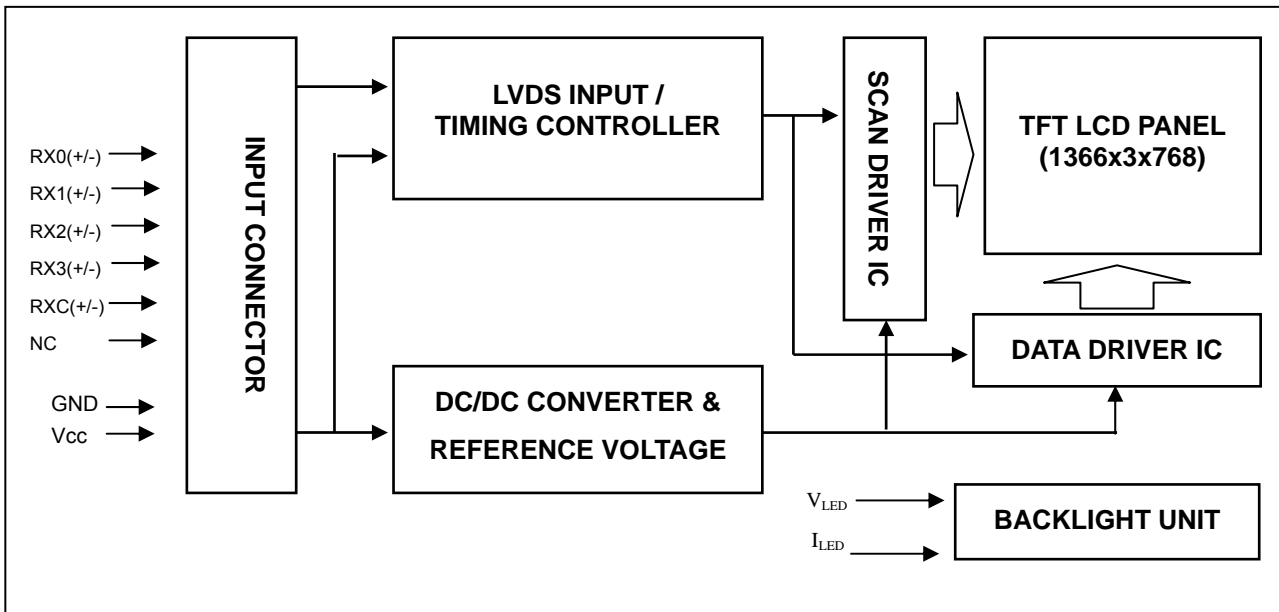 RX0(+/-)
RX1(+/-)
RX2(+/-)
RX3(+/-)
RXC(+/-)
NC
GND
Vcc
INPUT CONNECTOR
LVDS INPUT /
TIMING CONTROLLER
DC/DC CONVERTER &
REFERENCE VOLTAGE
SCAN DRIVER IC
TFT LCD PANEL
(1366x3x768)
DATA DRIVER IC
VLED
ILED
BACKLIGHT UNIT